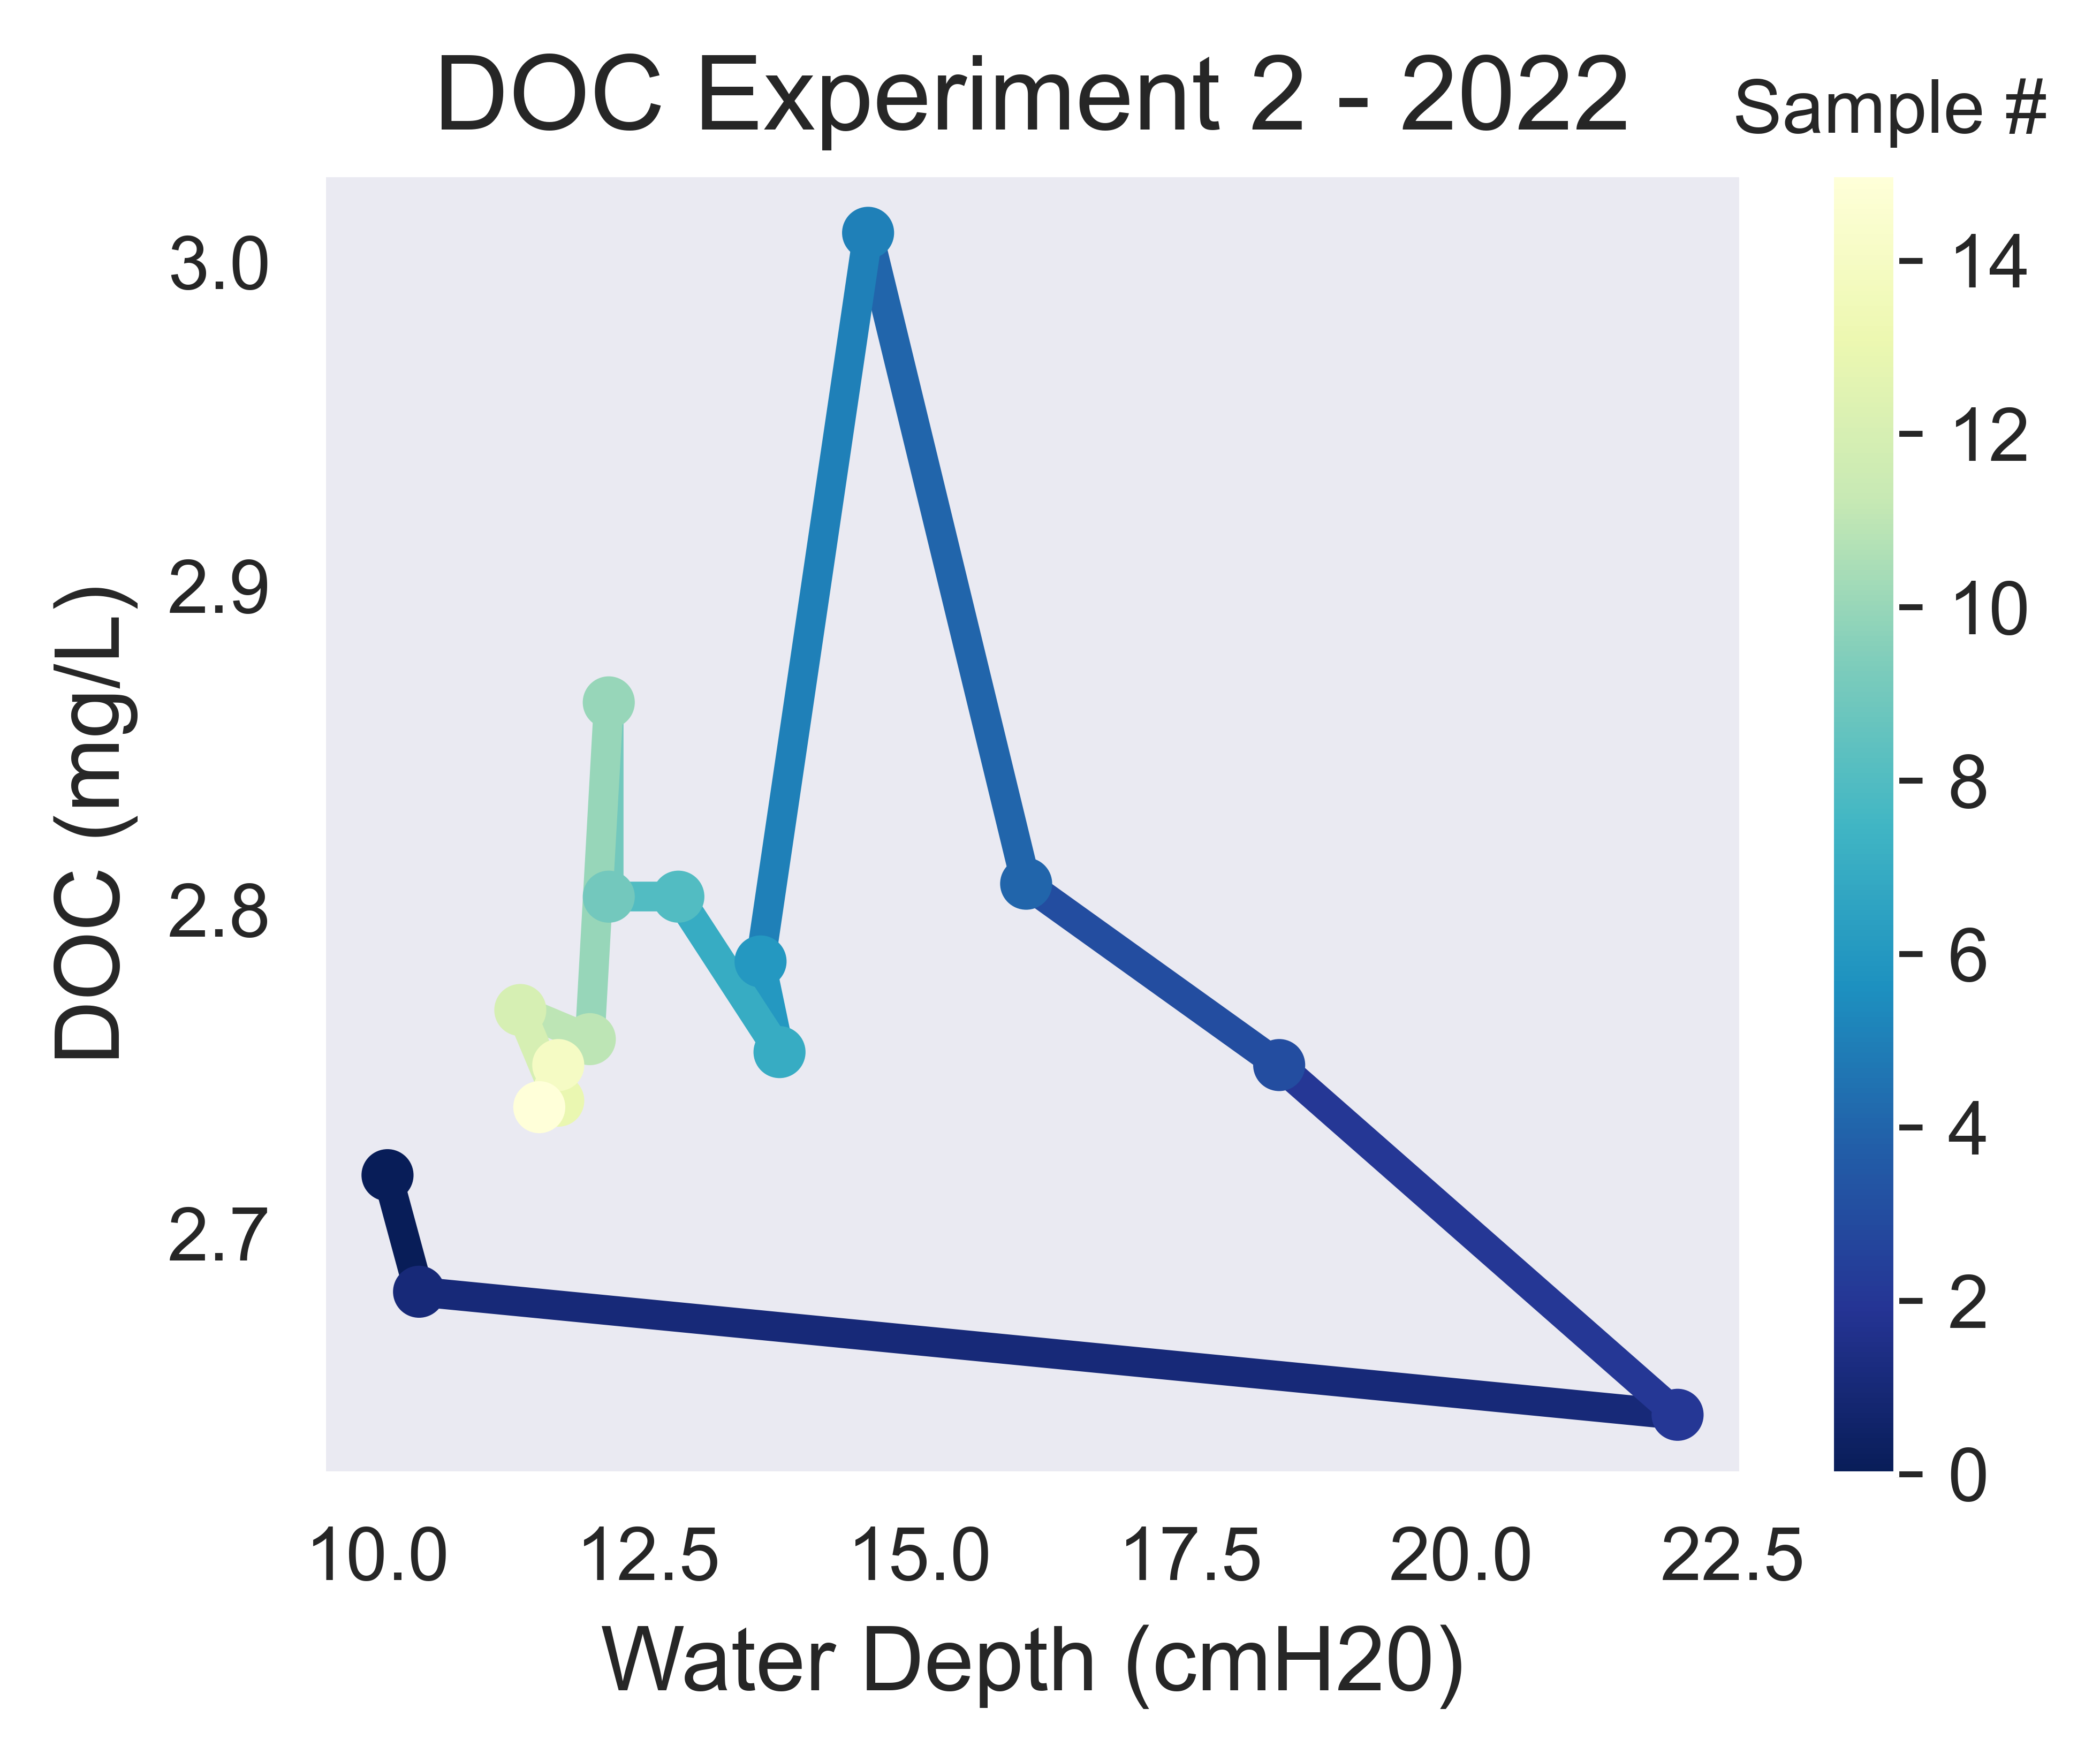 DOC Experiment 2 - 2022
Sample #
DOC (mg/L)
3.0
2.9
2.8
2.7
10.0 12.5 15.0 17.5 20.0 22.5
Water Depth (cmH20)
14
12
10
8
6
4
2
0